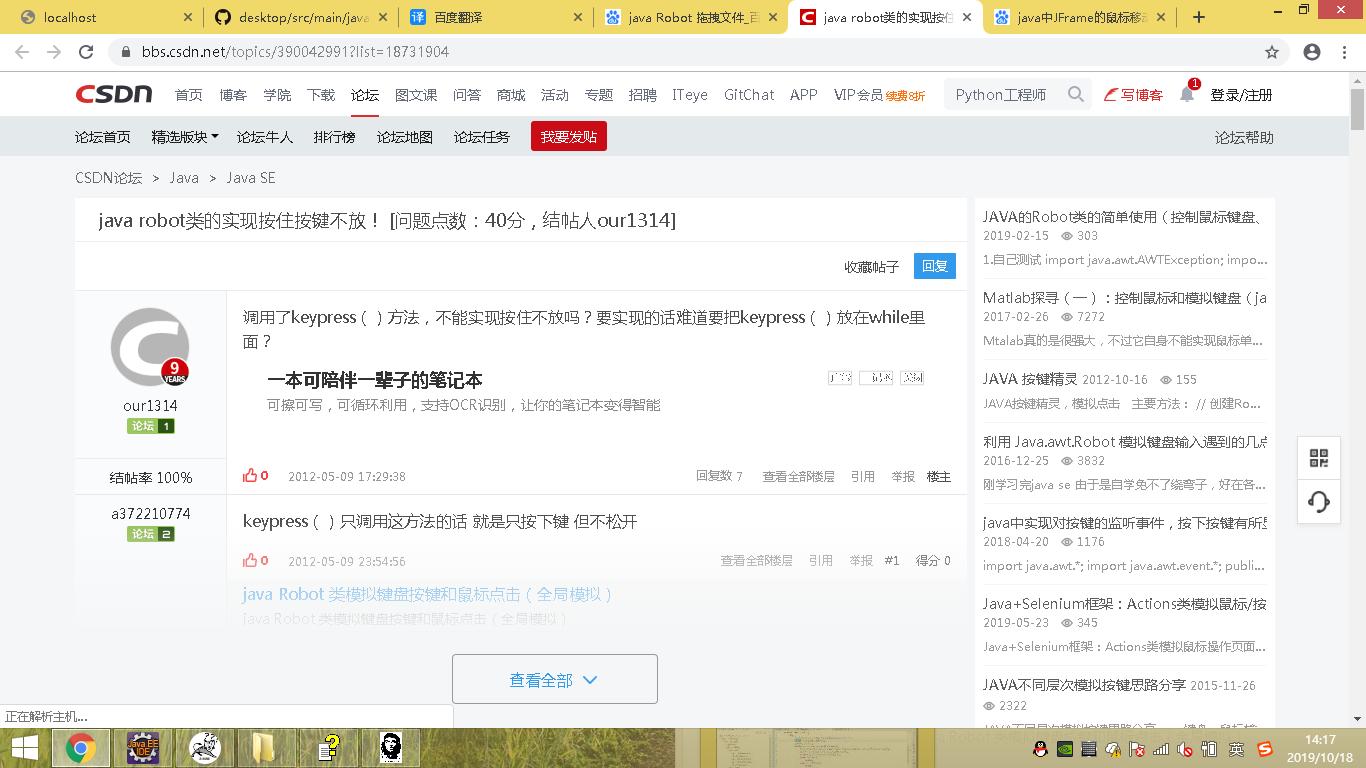 localhost
desktop/src/main/java
百度翻译
java Robot 拖拽文件_百
java robot类的实现按住
java中JFrame的鼠标移动
bbs.csdn.net/topics/390042991?list=18731904
CSDN 首页 博客 学院 下载 论坛 图文课 问答 商城 活动 专题 招聘 ITeye GitChat APP VIP会员 续费8折 Python工程师 写博客 1 登录/注册
论坛首页 精选版块 论坛牛人 排行榜 论坛地图 论坛任务 我要发贴 论坛帮助
CSDN论坛 > Java > Java SE
java robot类的实现按住按键不放！ [问题点数：40分，结帖人our1314]
收藏帖子 回复
9
YEARS
our1314
论坛 1
结帖率 100%
调用了keypress（）方法，不能实现按住不放吗？要实现的话难道要把keypress（）放在while里
面？
一本可陪伴一辈子的笔记本
可擦可写，可循环利用，支持OCR识别，让你的笔记本变得智能
0 2012-05-09 17:29:38 回复数 7 查看全部楼层 引用 举报 楼主
a372210774
论坛 2
keypress（）只调用这方法的话 就是只按下键 但不松开
0 2012-05-09 23:54:56 查看全部楼层 引用 举报 #1 得分 0
java Robot 类模拟键盘按键和鼠标点击（全局模拟）
java Robot 类模拟键盘按键和鼠标点击（全局模拟）
查看全部
JAVA的Robot类的简单使用（控制鼠标键盘、
2019-02-15 303
1.自己测试 import java.awt.AWTException; impo...
Matlab探寻（一）：控制鼠标和模拟键盘（ja
2017-02-26 7272
Mtalab真的是很强大，不过它自身不能实现鼠标单...
JAVA 按键精灵 2012-10-16 155
JAVA按键精灵，模拟点击 主要方法： // 创建Ro...
利用 Java.awt.Robot 模拟键盘输入遇到的几点
2016-12-25 3832
刚学习完java se 由于是自学免不了绕弯子，好在各...
java中实现对按键的监听事件，按下按键有所显
2018-04-20 1176
import java.awt.*; import java.awt.event.*; publi...
Java+Selenium框架：Actions类模拟鼠标/按
2019-05-23 345
Java+Selenium框架：Actions类模拟鼠标操作页面...
JAVA不同层次模拟按键思路分享 2015-11-26
2322
正在解析主机...
Java EE
IDE
英
14:17
2019/10/18